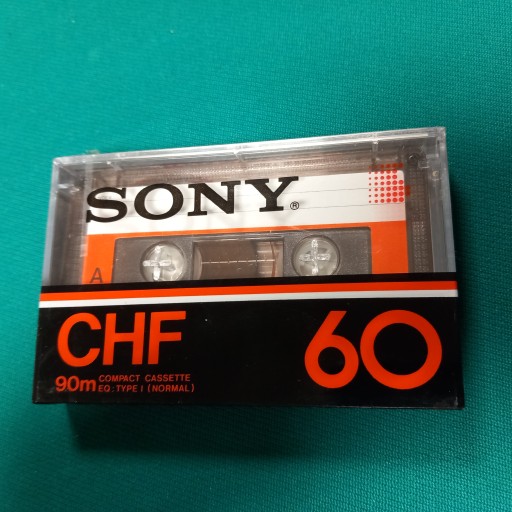 SONY®
A
CHF 60
90m COMPACT CASSETTE
EQ: TYPE I (NORMAL)